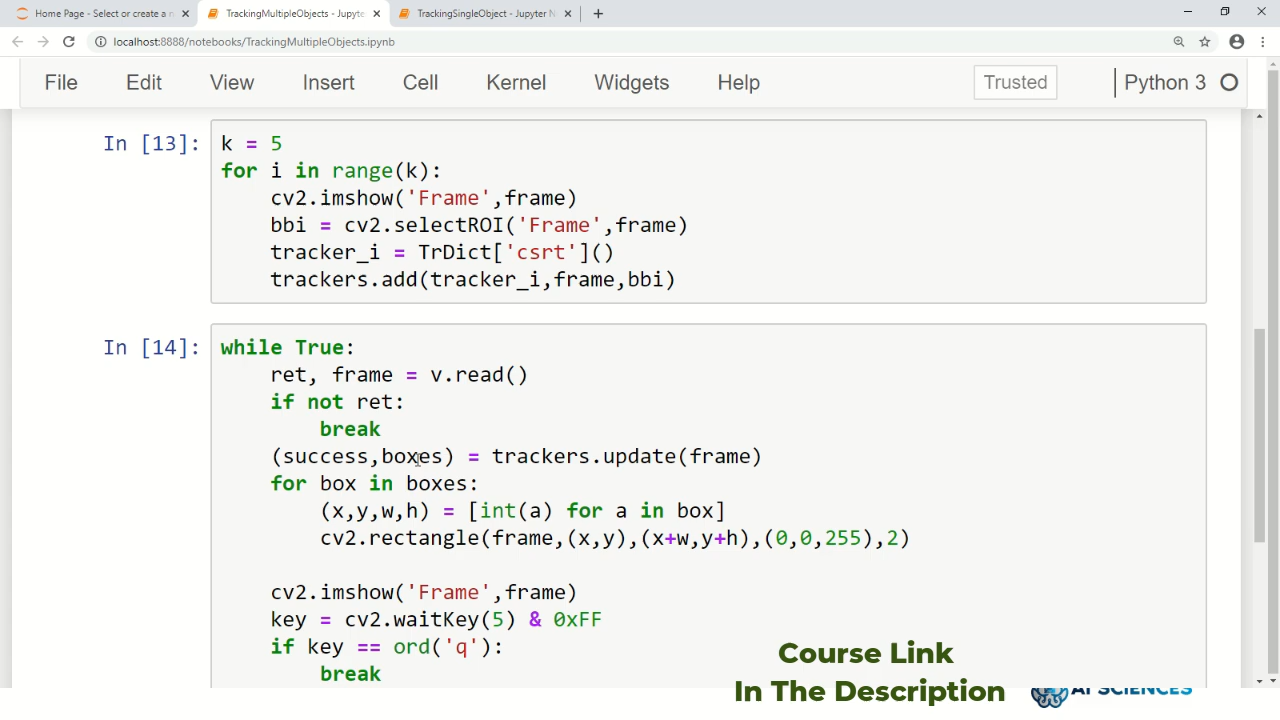 Home Page - Select or create a n
TrackingMultipleObjects - Jupyte
TrackingSingleObject - Jupyter N
localhost:8888/notebooks/TrackingMultipleObjects.ipynb
File Edit View Insert Cell Kernel Widgets Help Trusted Python 3
In [13]:
k = 5
for i in range(k):
    cv2.imshow('Frame',frame)
    bbi = cv2.selectROI('Frame',frame)
    tracker_i = TrDict['csrt']()
    trackers.add(tracker_i,frame,bbi)
In [14]:
while True:
    ret, frame = v.read()
    if not ret:
        break
    (success,boxes) = trackers.update(frame)
    for box in boxes:
        (x,y,w,h) = [int(a) for a in box]
        cv2.rectangle(frame,(x,y),(x+w,y+h),(0,0,255),2)
    cv2.imshow('Frame',frame)
    key = cv2.waitKey(5) & 0xFF
    if key == ord('q'):
        break
Course Link
In The Description
AI SCIENCES